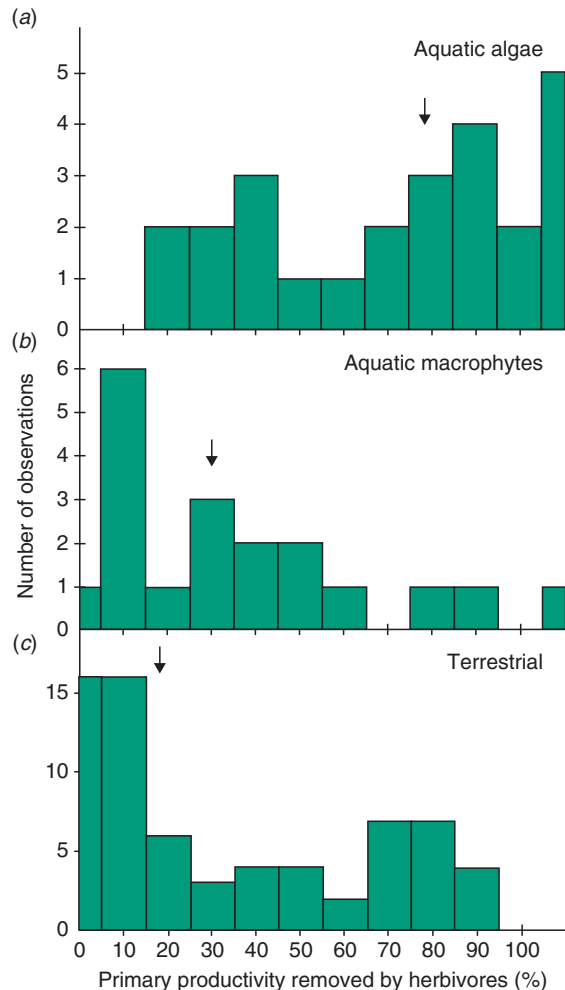 (a)
Aquatic algae
5
4
3
2
1
0
(b)
Aquatic macrophytes
6
5
4
3
2
1
0
Number of observations
(c)
Terrestrial
15
10
5
0
0 10 20 30 40 50 60 70 80 90 100
Primary productivity removed by herbivores (%)